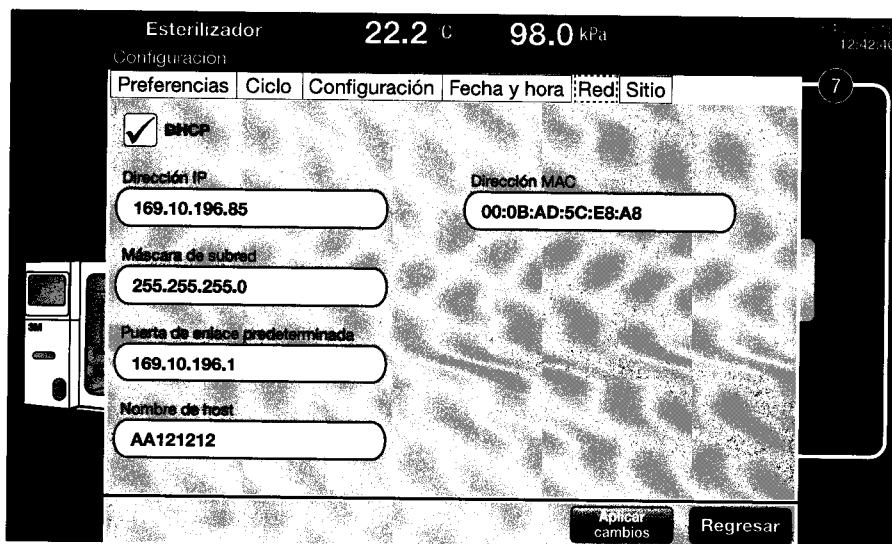 Esterilizador 22.2 C 98.0 kPa
12:42:40
Configuración
Preferencias Ciclo Configuración Fecha y hora Red Sitio
7
DHCP
Dirección IP Dirección MAC
169.10.196.85 00:0B:AD:5C:E8:A8
Máscara de subred
255.255.255.0
3M
Puerta de enlace predeterminada
169.10.196.1
Nombre de host
AA121212
Aplicar
cambios Regresar